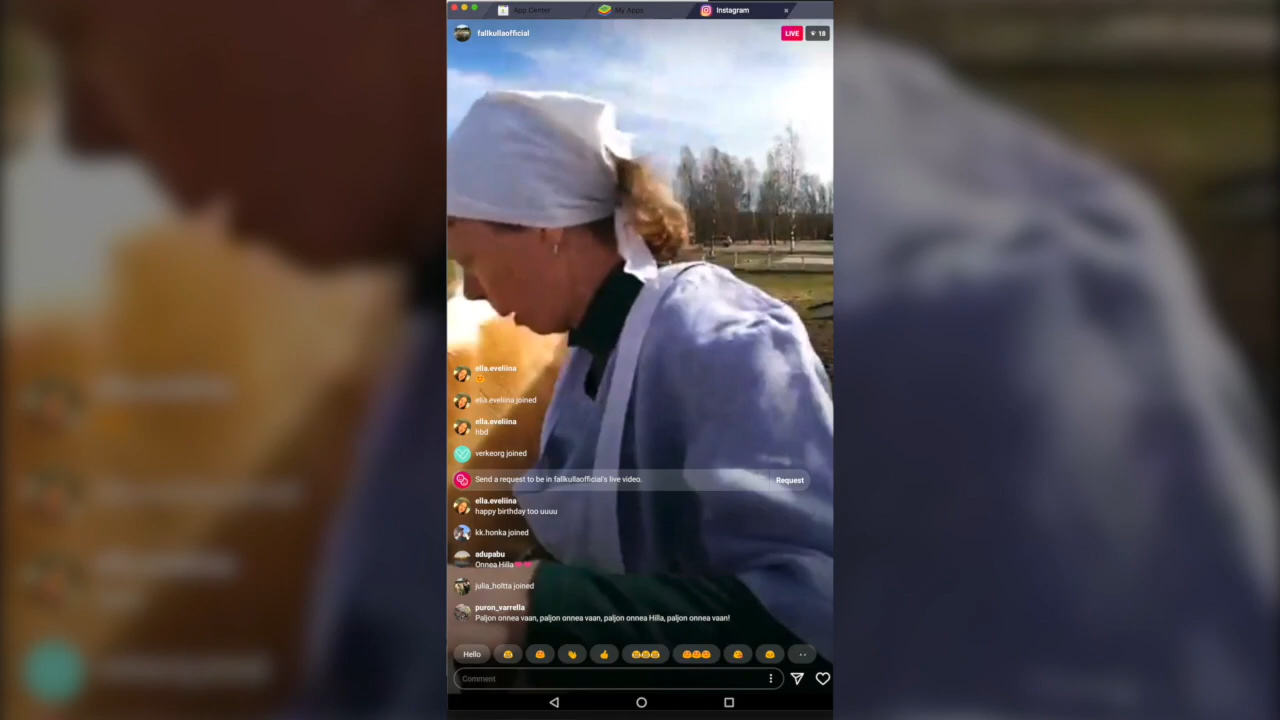 App Center
My Apps
Instagram
fallkullaofficial
LIVE
18
ella.eveliina
ella.eveliina joined
ella.eveliina
hbd
verkeorg joined
Send a request to be in fallkullaofficial's live video.
Request
ella.eveliina
happy birthday too uuuu
kk.honka joined
adupabu
Onnea Hilla
julia_holtta joined
puron_varrella
Paljon onnea vaan, paljon onnea vaan, paljon onnea Hilla, paljon onnea vaan!
Hello
Comment